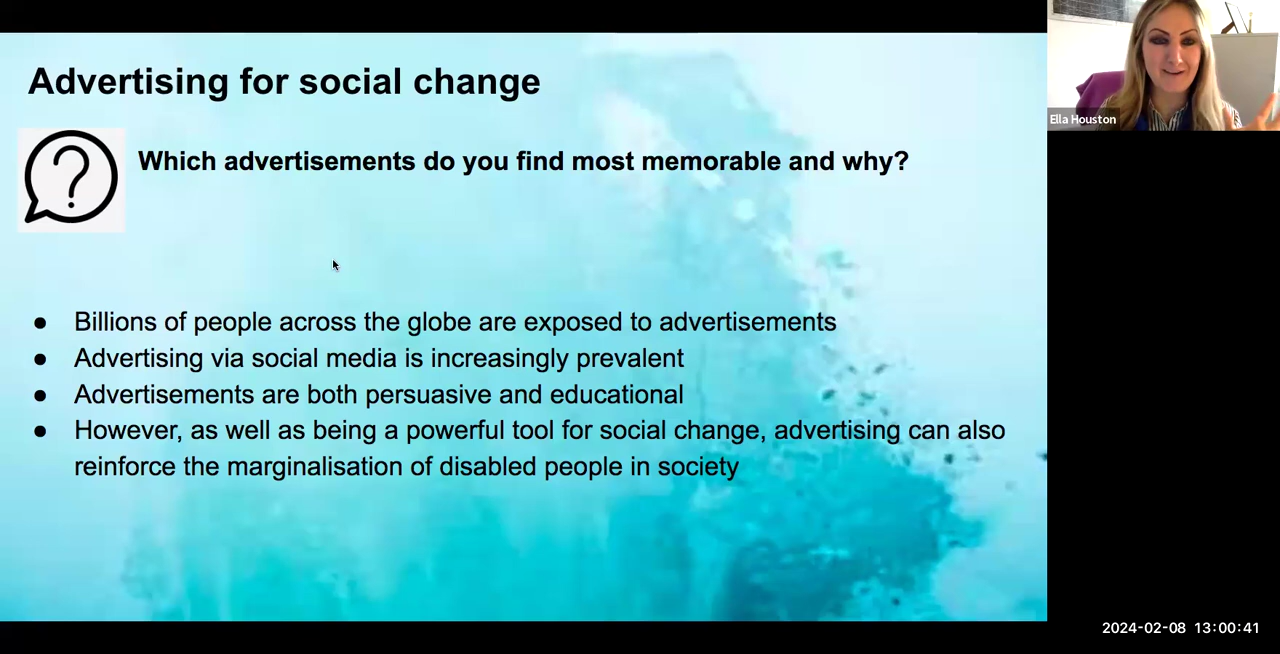 Advertising for social change
Which advertisements do you find most memorable and why?
● Billions of people across the globe are exposed to advertisements
● Advertising via social media is increasingly prevalent
● Advertisements are both persuasive and educational
● However, as well as being a powerful tool for social change, advertising can also
reinforce the marginalisation of disabled people in society
Ella Houston
2024-02-08 13:00:41